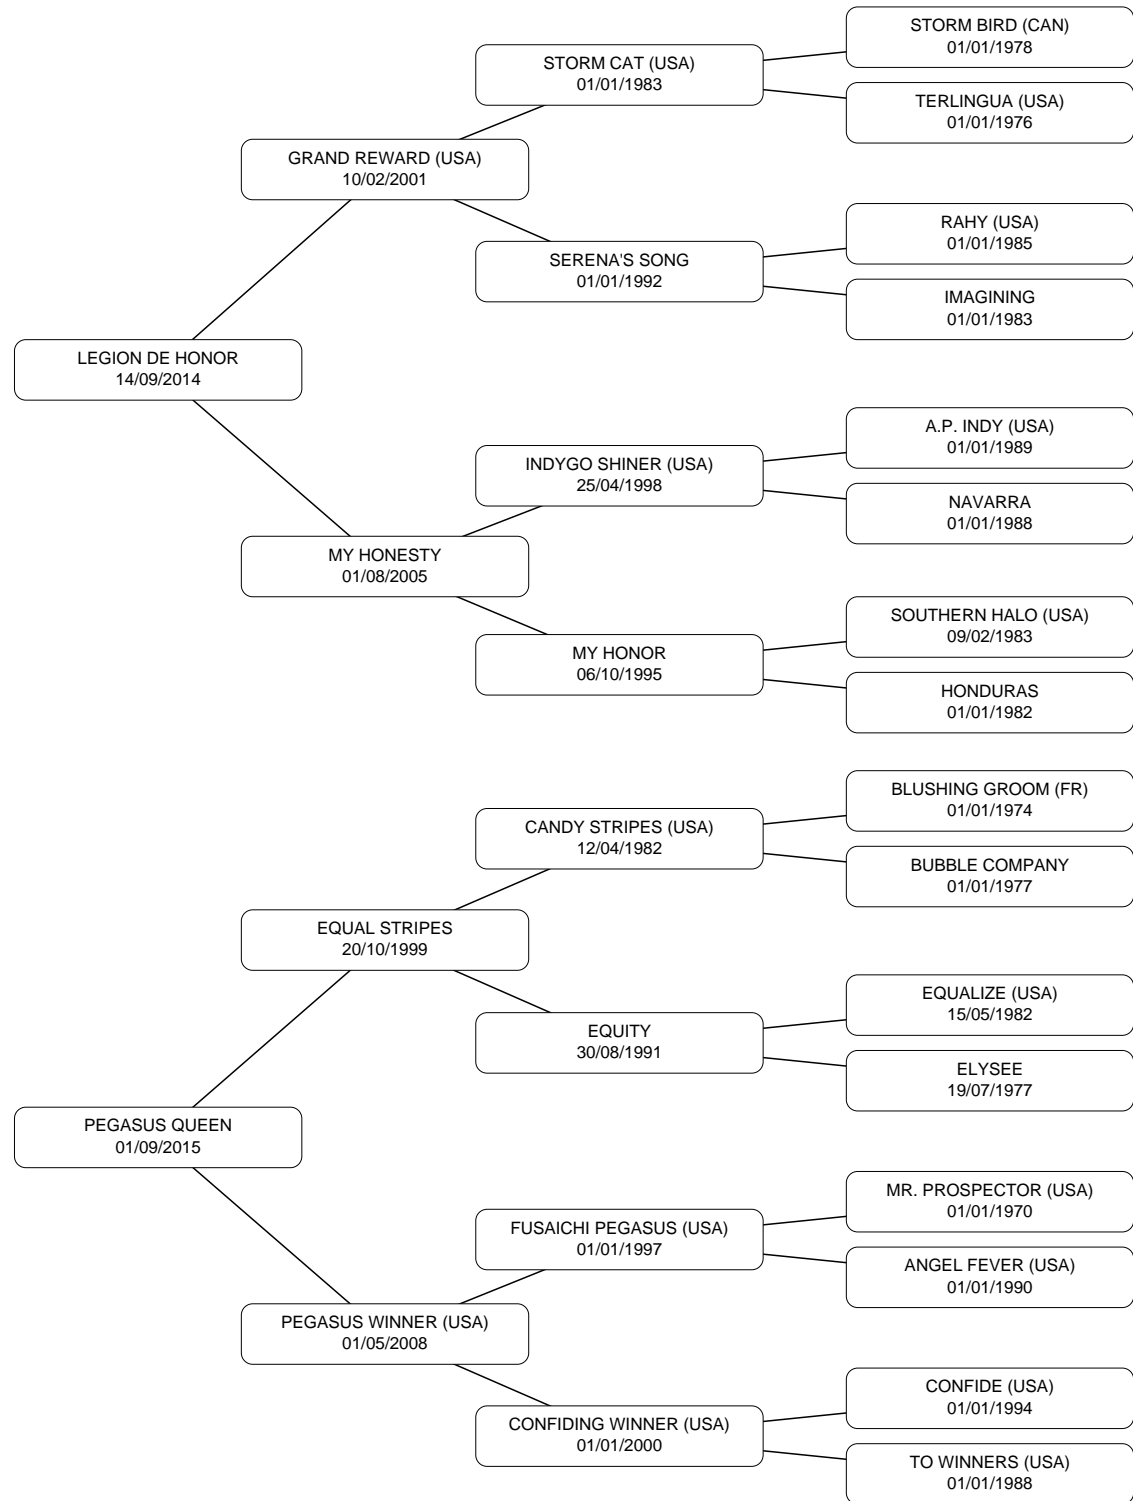 STORM BIRD (CAN)
01/01/1978
STORM CAT (USA)
01/01/1983
TERLINGUA (USA)
01/01/1976
GRAND REWARD (USA)
10/02/2001
RAHY (USA)
01/01/1985
SERENA'S SONG
01/01/1992
IMAGINING
01/01/1983
LEGION DE HONOR
14/09/2014
A.P. INDY (USA)
01/01/1989
INDYGO SHINER (USA)
25/04/1998
NAVARRA
01/01/1988
MY HONESTY
01/08/2005
SOUTHERN HALO (USA)
09/02/1983
MY HONOR
06/10/1995
HONDURAS
01/01/1982
BLUSHING GROOM (FR)
01/01/1974
CANDY STRIPES (USA)
12/04/1982
BUBBLE COMPANY
01/01/1977
EQUAL STRIPES
20/10/1999
EQUALIZE (USA)
15/05/1982
EQUITY
30/08/1991
ELYSEE
19/07/1977
PEGASUS QUEEN
01/09/2015
MR. PROSPECTOR (USA)
01/01/1970
FUSAICHI PEGASUS (USA)
01/01/1997
ANGEL FEVER (USA)
01/01/1990
PEGASUS WINNER (USA)
01/05/2008
CONFIDE (USA)
01/01/1994
CONFIDING WINNER (USA)
01/01/2000
TO WINNERS (USA)
01/01/1988